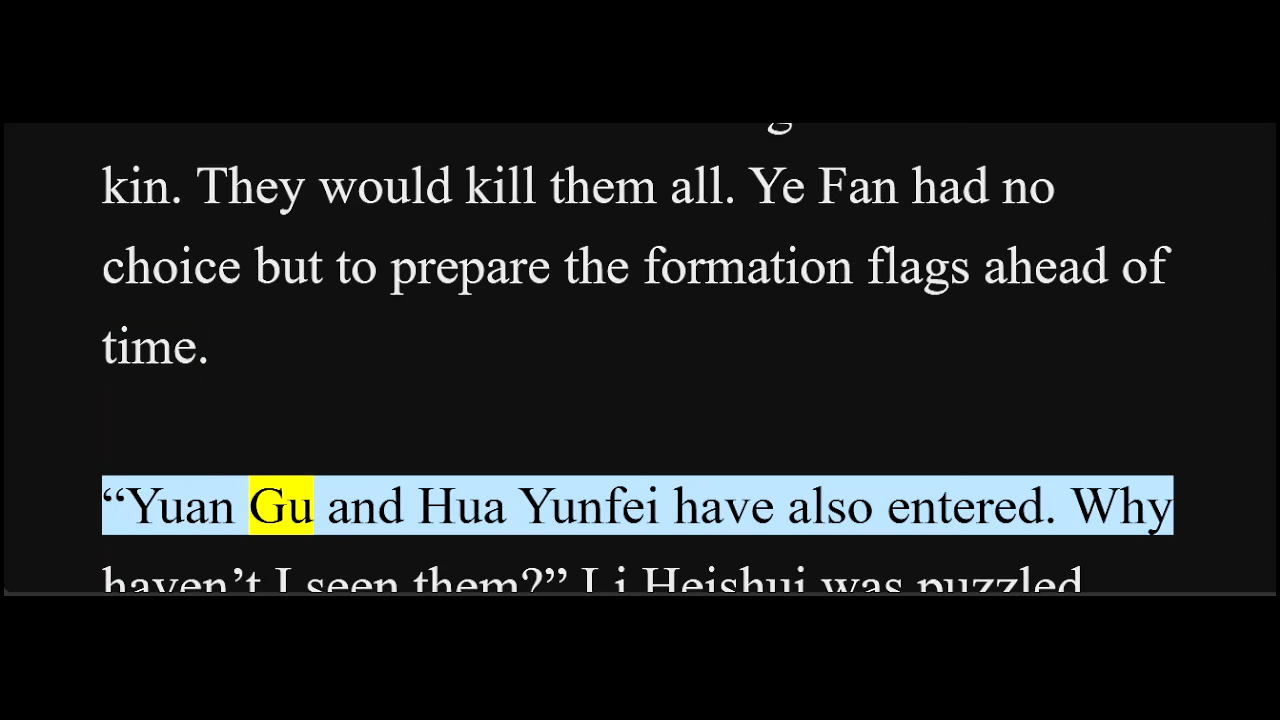 kin. They would kill them all. Ye Fan had no
choice but to prepare the formation flags ahead of
time.
“Yuan Gu and Hua Yunfei have also entered. Why
haven’t I seen them?” Li Heishui was puzzled